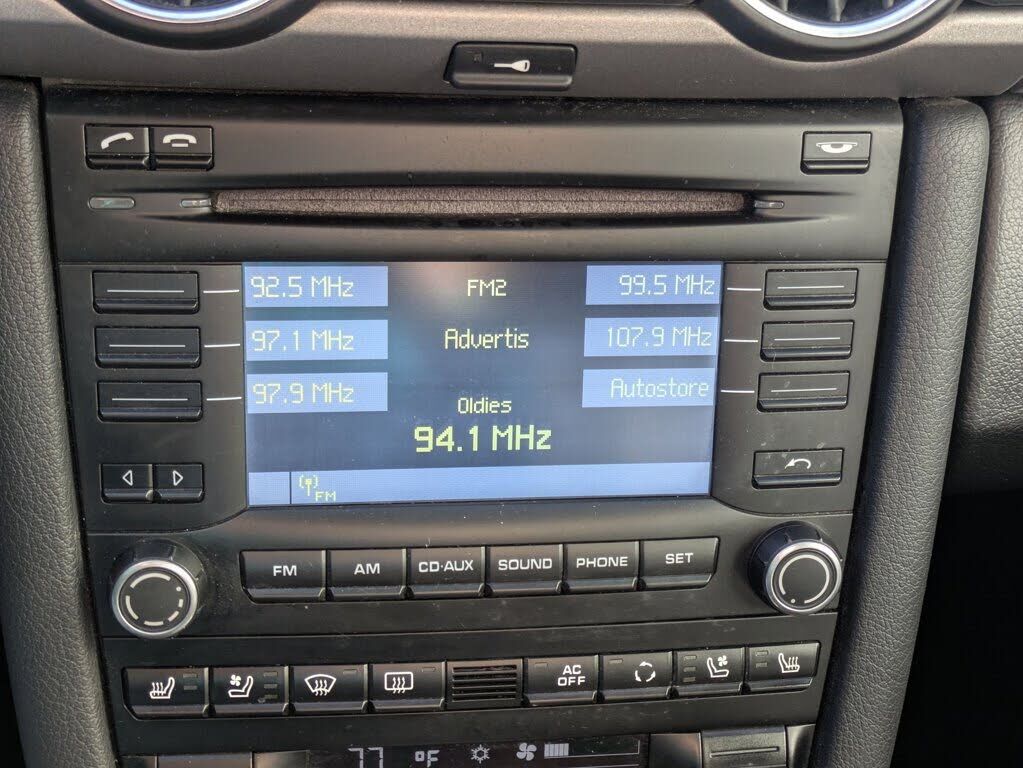 92.5 MHz
FM2
99.5 MHz
97.1 MHz
Advertis
107.9 MHz
97.9 MHz
Oldies
Autostore
94.1 MHz
FM
FM
AM
CD·AUX
SOUND
PHONE
SET
AC
OFF
77 °F